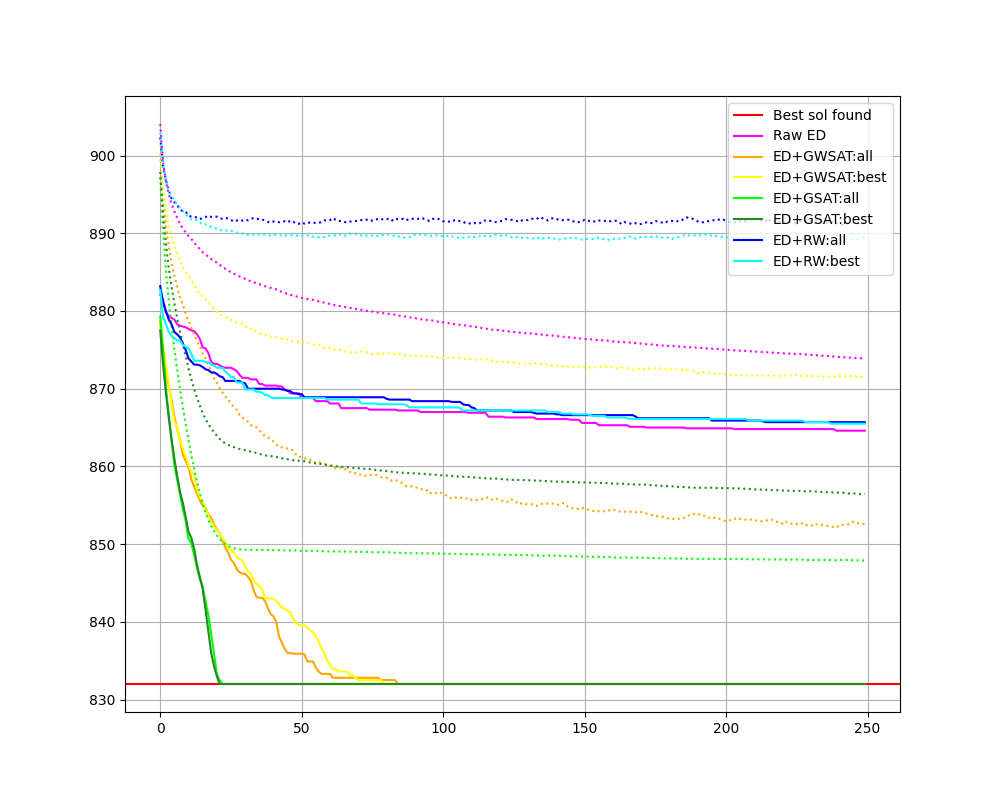 Best sol found
Raw ED
ED+GWSAT:all
ED+GWSAT:best
ED+GSAT:all
ED+GSAT:best
ED+RW:all
ED+RW:best
900
890
880
870
860
850
840
830
0 50 100 150 200 250